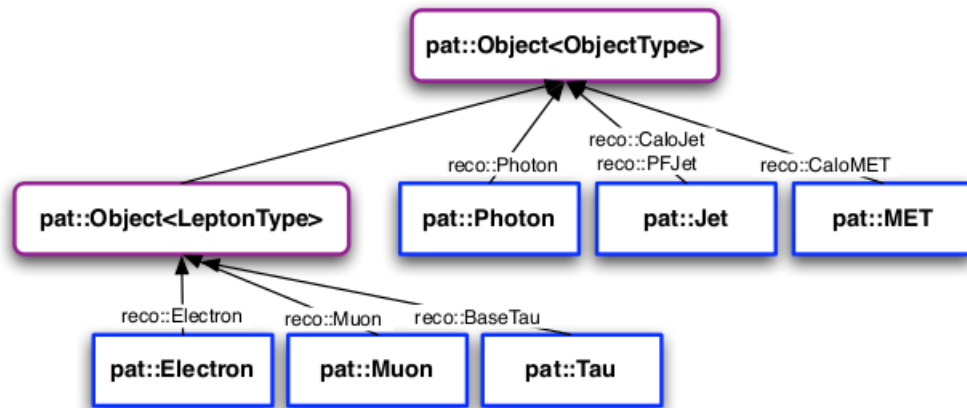 pat::Object<ObjectType>
reco::CaloJet
reco::Photon
reco::PFJet
reco::CaloMET
pat::Object<LeptonType>
pat::Photon
pat::Jet
pat::MET
reco::Electron
reco::Muon
reco::BaseTau
pat::Electron
pat::Muon
pat::Tau